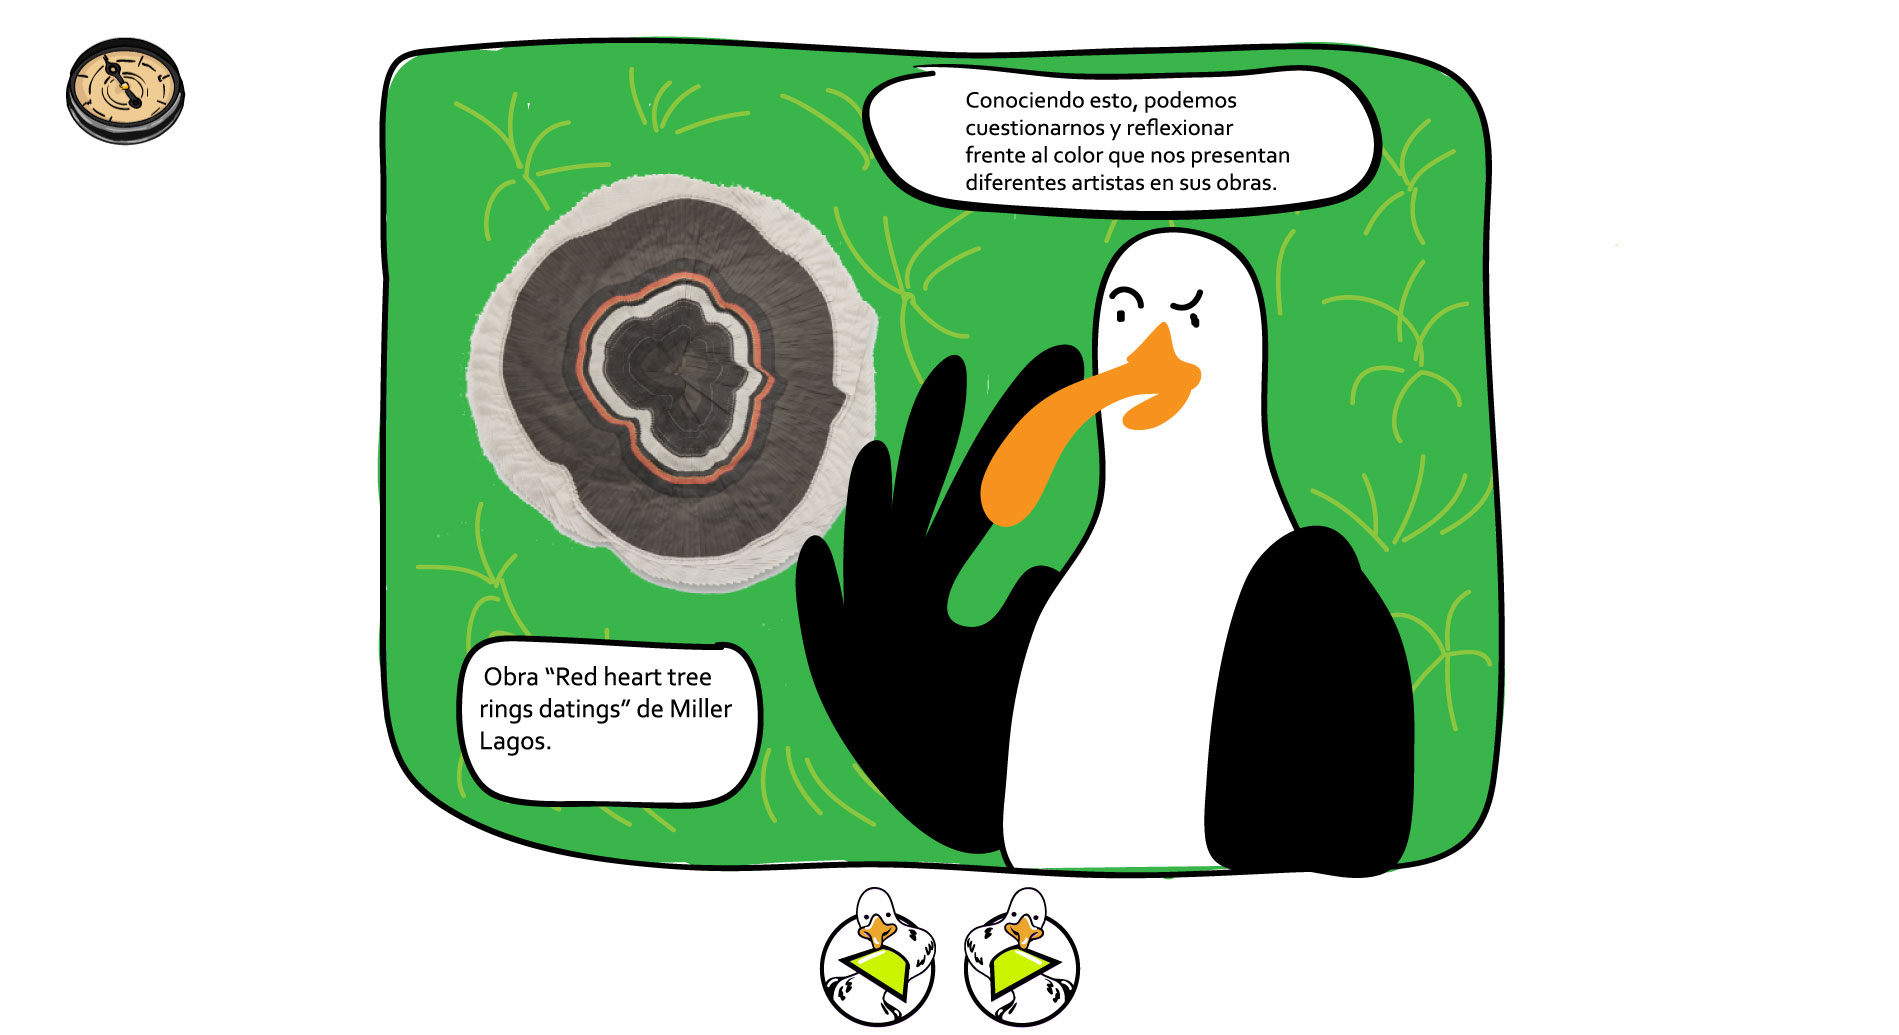 Conociendo esto, podemos
cuestionarnos y reflexionar
frente al color que nos presentan
diferentes artistas en sus obras.
Obra “Red heart tree
rings datings” de Miller
Lagos.